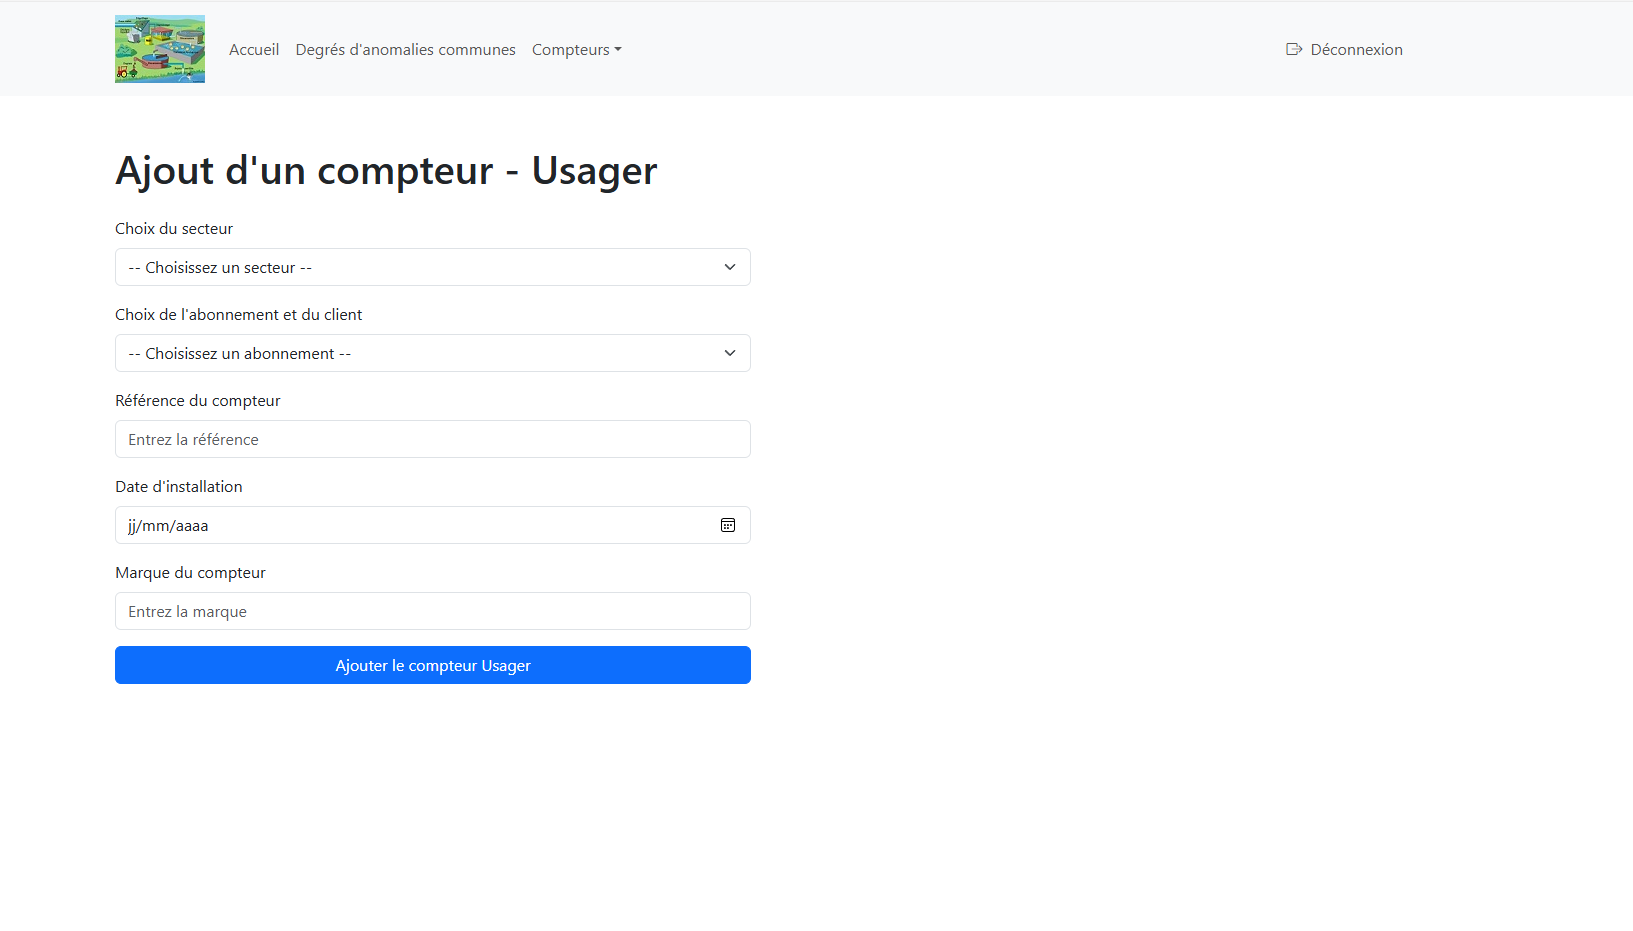 Accueil Degrés d'anomalies communes Compteurs Déconnexion
Ajout d'un compteur - Usager
Choix du secteur
-- Choisissez un secteur --
Choix de l'abonnement et du client
-- Choisissez un abonnement --
Référence du compteur
Entrez la référence
Date d'installation
jj/mm/aaaa
Marque du compteur
Entrez la marque
Ajouter le compteur Usager